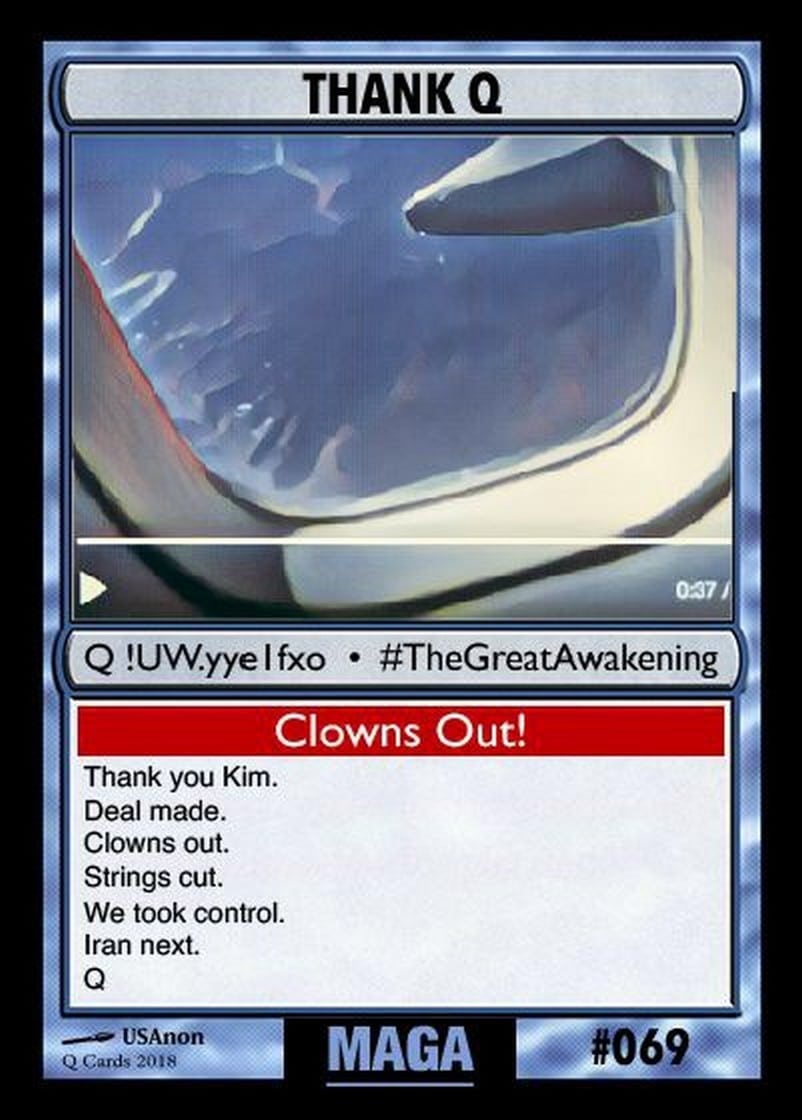 THANK Q
0:37 /
Q !UW.yye1fxo • #TheGreatAwakening
Clowns Out!
Thank you Kim.
Deal made.
Clowns out.
Strings cut.
We took control.
Iran next.
Q
USAnon
Q Cards 2018
MAGA
#069